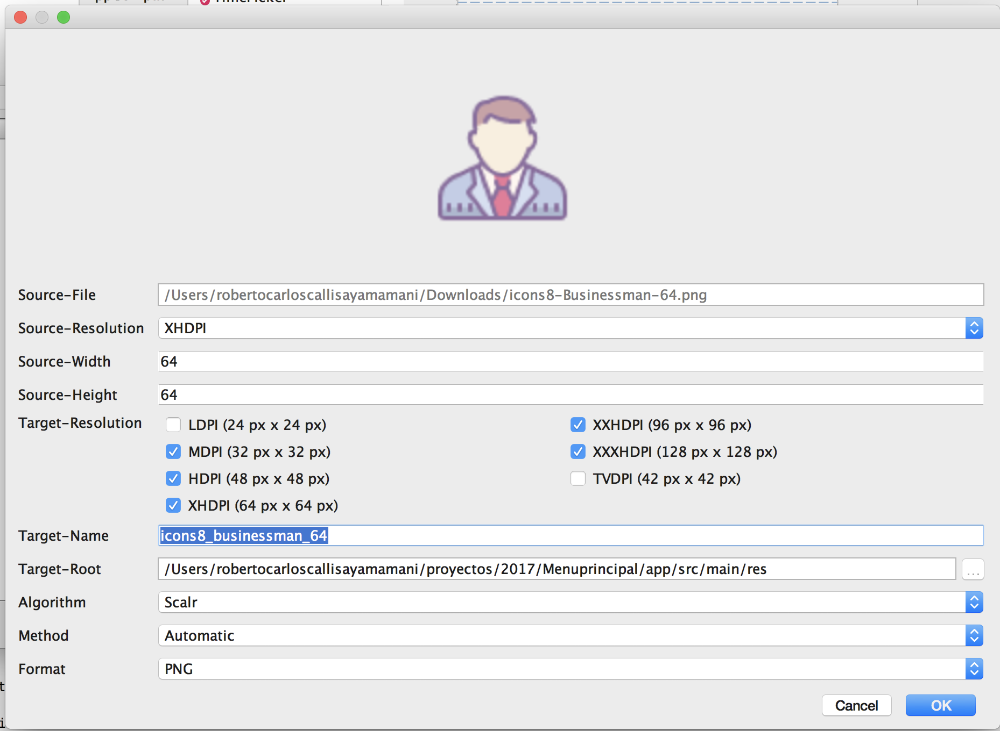 TimePicker
Source-File /Users/robertocarloscallisayamamani/Downloads/icons8-Businessman-64.png
Source-Resolution XHDPI
Source-Width 64
Source-Height 64
Target-Resolution
LDPI (24 px x 24 px) XXHDPI (96 px x 96 px)
MDPI (32 px x 32 px) XXXHDPI (128 px x 128 px)
HDPI (48 px x 48 px) TVDPI (42 px x 42 px)
XHDPI (64 px x 64 px)
Target-Name icons8_businessman_64
Target-Root /Users/robertocarloscallisayamamani/proyectos/2017/Menuprincipal/app/src/main/res ...
Algorithm Scalr
Method Automatic
Format PNG
Cancel OK